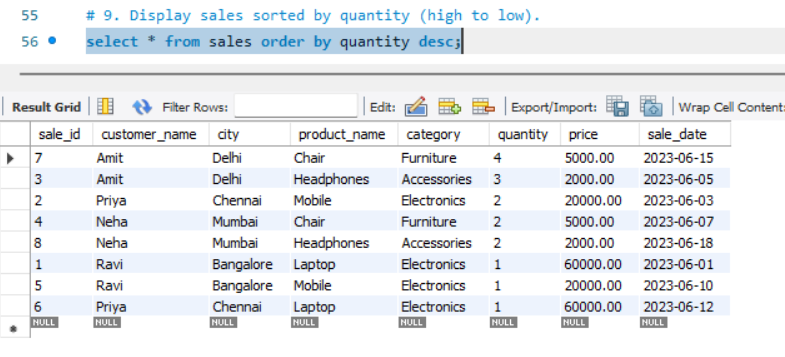 55 # 9. Display sales sorted by quantity (high to low).
56 select * from sales order by quantity desc;
Result Grid Filter Rows: Edit: Export/Import: Wrap Cell Content:
sale_id customer_name city product_name category quantity price sale_date
7 Amit Delhi Chair Furniture 4 5000.00 2023-06-15
3 Amit Delhi Headphones Accessories 3 2000.00 2023-06-05
2 Priya Chennai Mobile Electronics 2 20000.00 2023-06-03
4 Neha Mumbai Chair Furniture 2 5000.00 2023-06-07
8 Neha Mumbai Headphones Accessories 2 2000.00 2023-06-18
1 Ravi Bangalore Laptop Electronics 1 60000.00 2023-06-01
5 Ravi Bangalore Mobile Electronics 1 20000.00 2023-06-10
6 Priya Chennai Laptop Electronics 1 60000.00 2023-06-12
NULL NULL NULL NULL NULL NULL NULL NULL